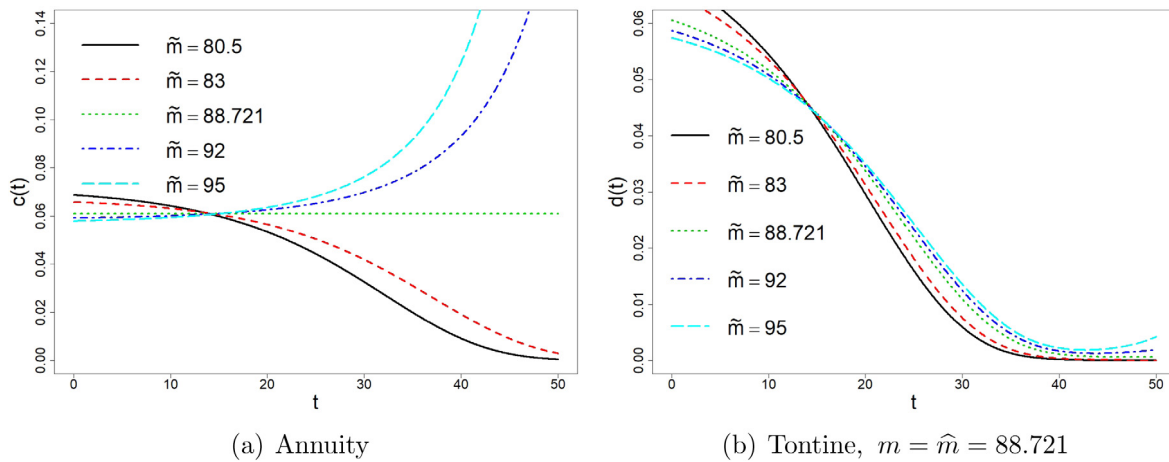 0.00 0.02 0.04 0.06 0.08 0.10 0.12 0.14
c(t)
m̃ = 80.5
m̃ = 83
m̃ = 88.721
m̃ = 92
m̃ = 95
0 10 20 30 40 50
t
(a) Annuity
0.00 0.01 0.02 0.03 0.04 0.05 0.06
d(t)
m̃ = 80.5
m̃ = 83
m̃ = 88.721
m̃ = 92
m̃ = 95
0 10 20 30 40 50
t
(b) Tontine, m = m̂ = 88.721